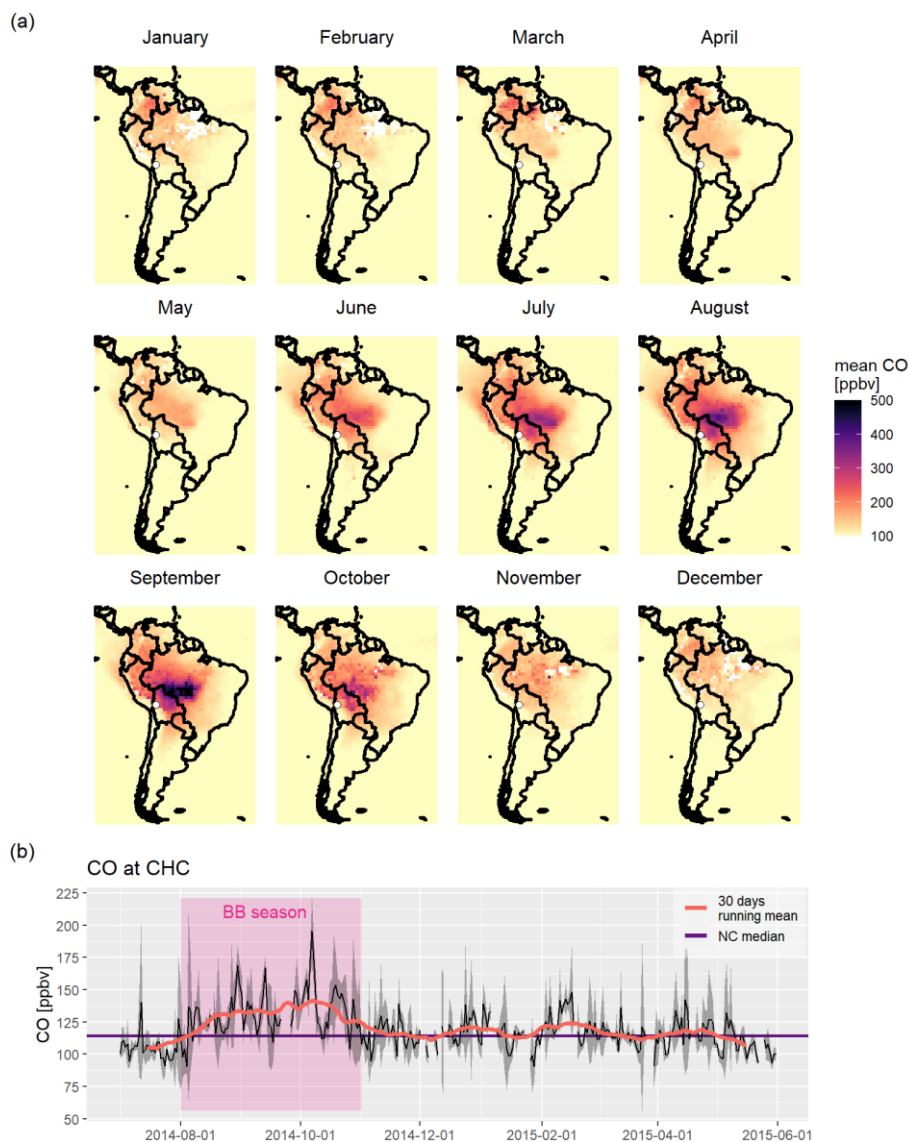 (a)
January February March April
May June July August
mean CO
[ppbv]
500
400
300
200
100
September October November December
(b)
CO at CHC
225
200
175
150
125
100
75
50
CO [ppbv]
BB season
30 days
running mean
NC median
2014-08-01 2014-10-01 2014-12-01 2015-02-01 2015-04-01 2015-06-01